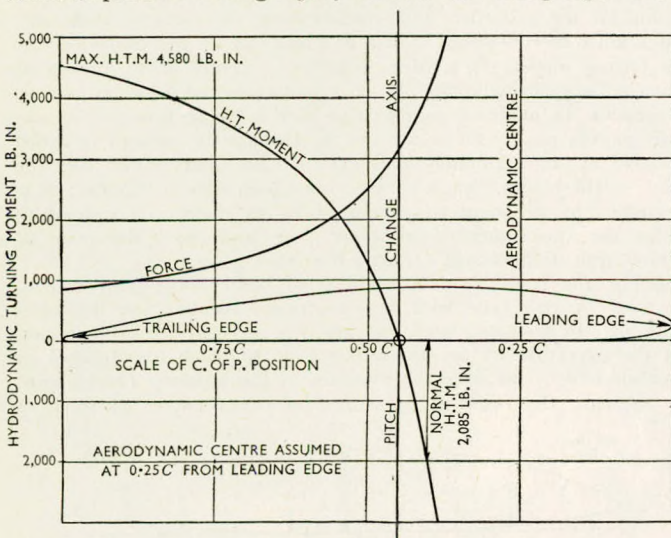 HYDRODYNAMIC TURNING MOMENT LB. IN.
5,000
4,000
3,000
2,000
1,000
0
1,000
2,000
MAX. H.T.M. 4,580 LB. IN.
H.T. MOMENT
FORCE
PITCH CHANGE AXIS
AERODYNAMIC CENTRE
TRAILING EDGE
LEADING EDGE
0·75C
0·50 C
0·25 C
SCALE OF C. OF P. POSITION
NORMAL
H.T.M.
2,085 LB. IN.
AERODYNAMIC CENTRE ASSUMED
AT 0·25C FROM LEADING EDGE